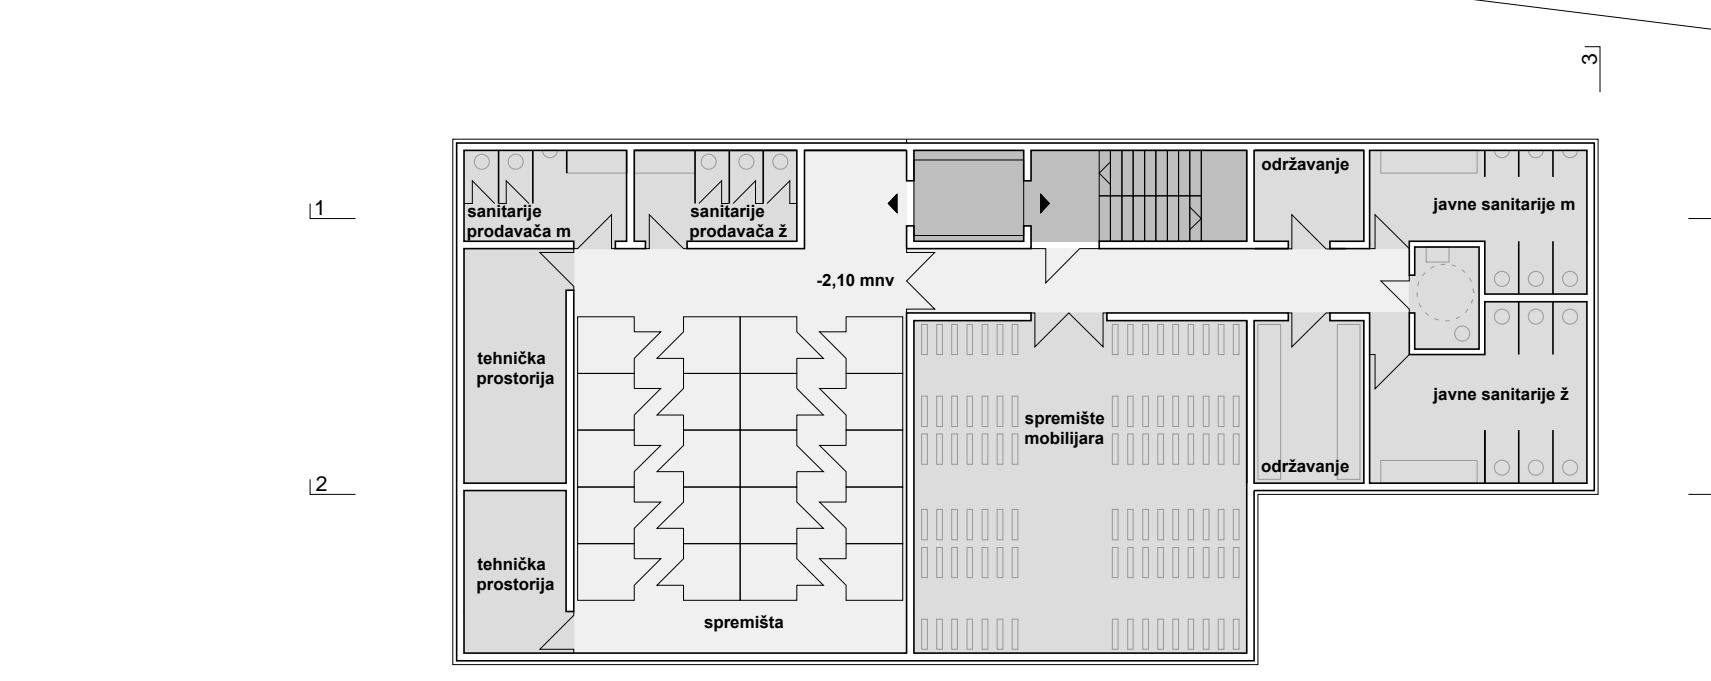 3
održavanje
1
sanitarije
prodavača m
sanitarije
prodavača ž
javne sanitarije m
-2,10 mnv
tehnička
prostorija
javne sanitarije ž
spremište
mobilijara
održavanje
2
tehnička
prostorija
spremišta